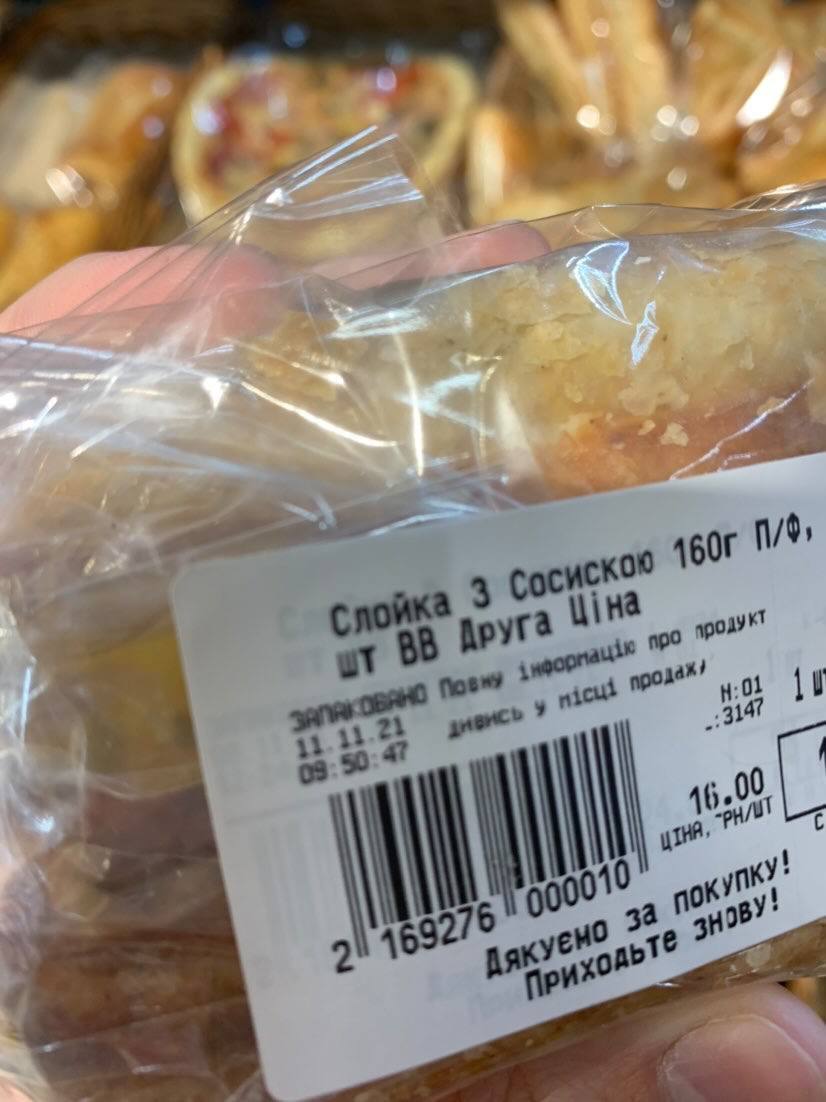 Слойка З Сосискою 160г П/Ф,
шт ВВ Друга Ціна
ЗАПАКОВАНО Повну інформацію про продукт
11.11.21 дивись у місці продажу
09:50:47
N:01
_:3147
1 шт
16.00
ЦІНА, ГРН/ШТ
2 169276 000010
Дякуємо за покупку!
Приходьте знову!